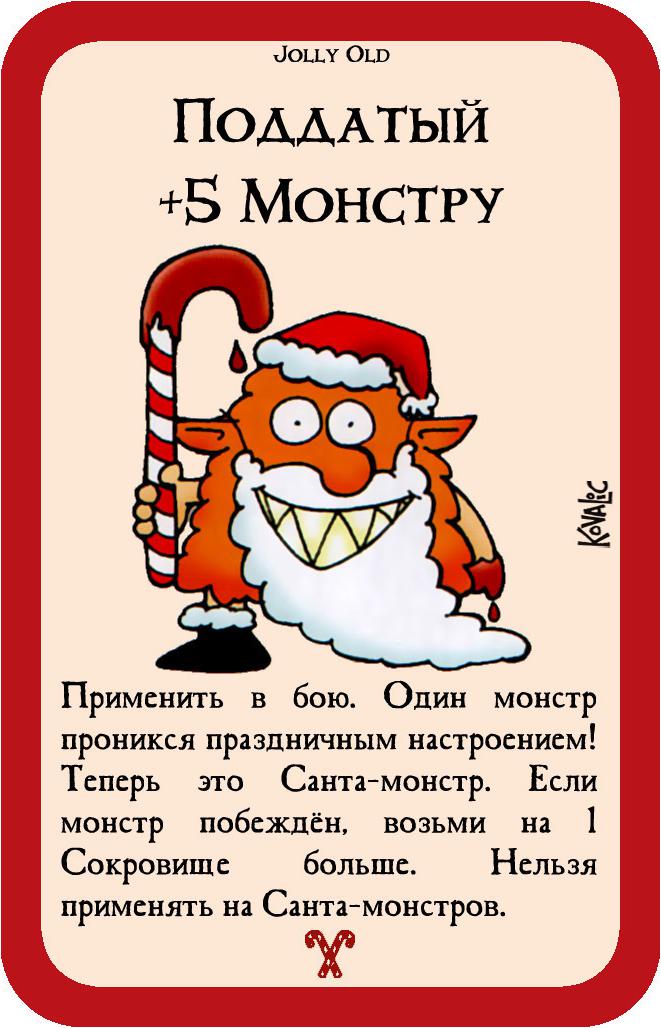 Jolly Old
Поддатый
+5 Монстру
Kovalic
Применить в бою. Один монстр
проникся праздничным настроением!
Теперь это Санта-монстр. Если
монстр побеждён, возьми на 1
Сокровище больше. Нельзя
применять на Санта-монстров.